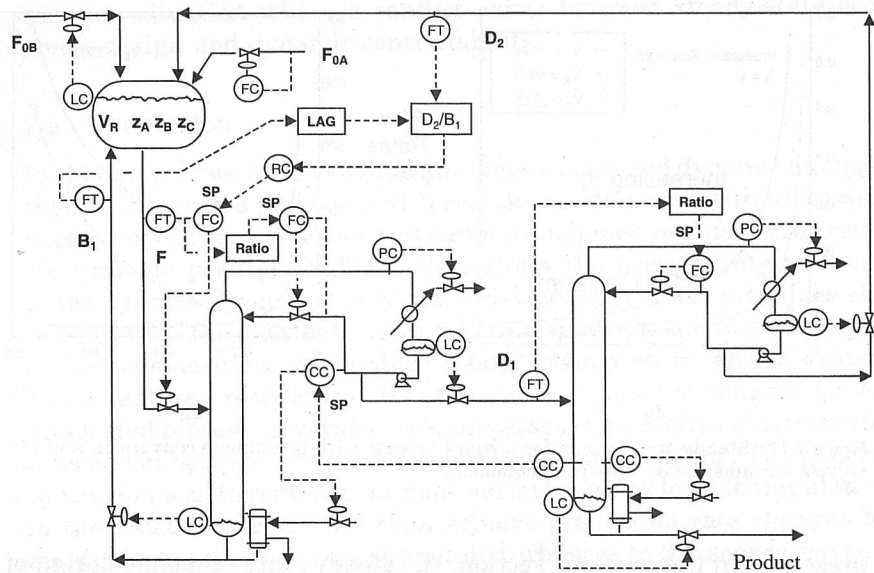 F0B
FT
D2
F0A
FC
LC
VR zA zB zC
LAG
D2/B1
RC
SP
SP
FT
FT
FC
FC
B1
F
Ratio
Ratio
SP
PC
PC
FC
LC
LC
D1
CC
FT
SP
CC
CC
LC
LC
Product